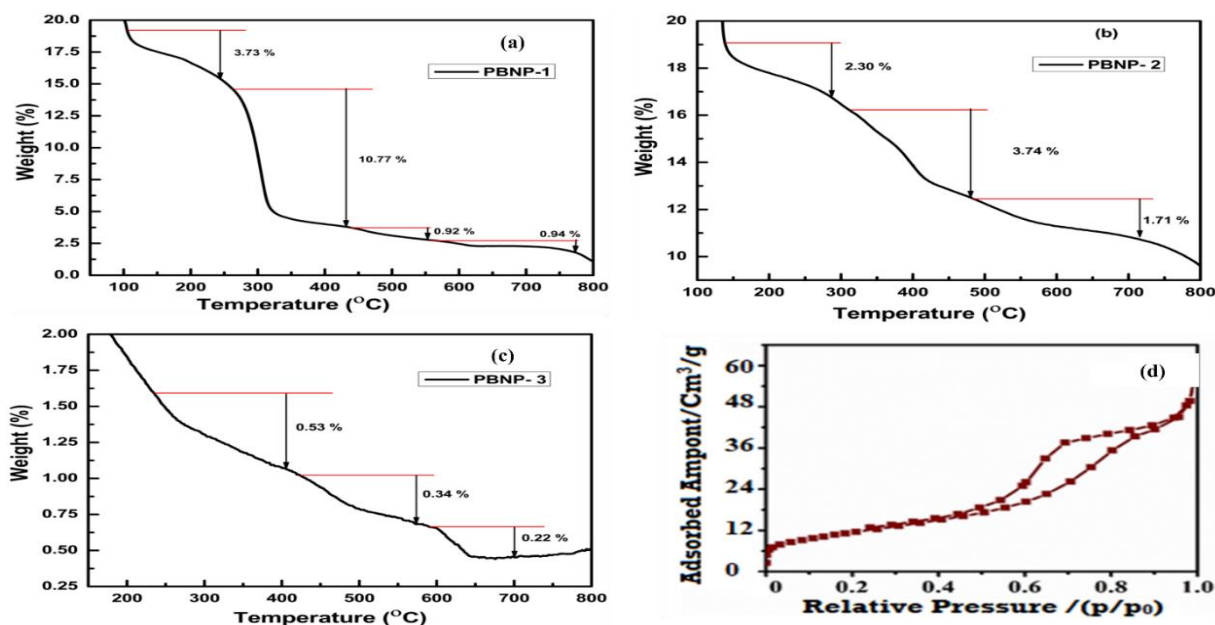 20.0
17.5
15.0
12.5
10.0
7.5
5.0
2.5
0.0
Weight (%)
(a)
PBNP-1
3.73 %
10.77 %
0.92 %
0.94 %
100 200 300 400 500 600 700 800
Temperature (OC)
20
18
16
14
12
10
Weight (%)
(b)
PBNP- 2
2.30 %
3.74 %
1.71 %
100 200 300 400 500 600 700 800
Temperature (OC)
2.00
1.75
1.50
1.25
1.00
0.75
0.50
0.25
Weight (%)
(c)
PBNP- 3
0.53 %
0.34 %
0.22 %
200 300 400 500 600 700 800
Temperature (OC)
60
48
36
24
12
0
Adsorbed Ampont/Cm3/g
(d)
0.0 0.2 0.4 0.6 0.8 1.0
Relative Pressure /(p/p0)